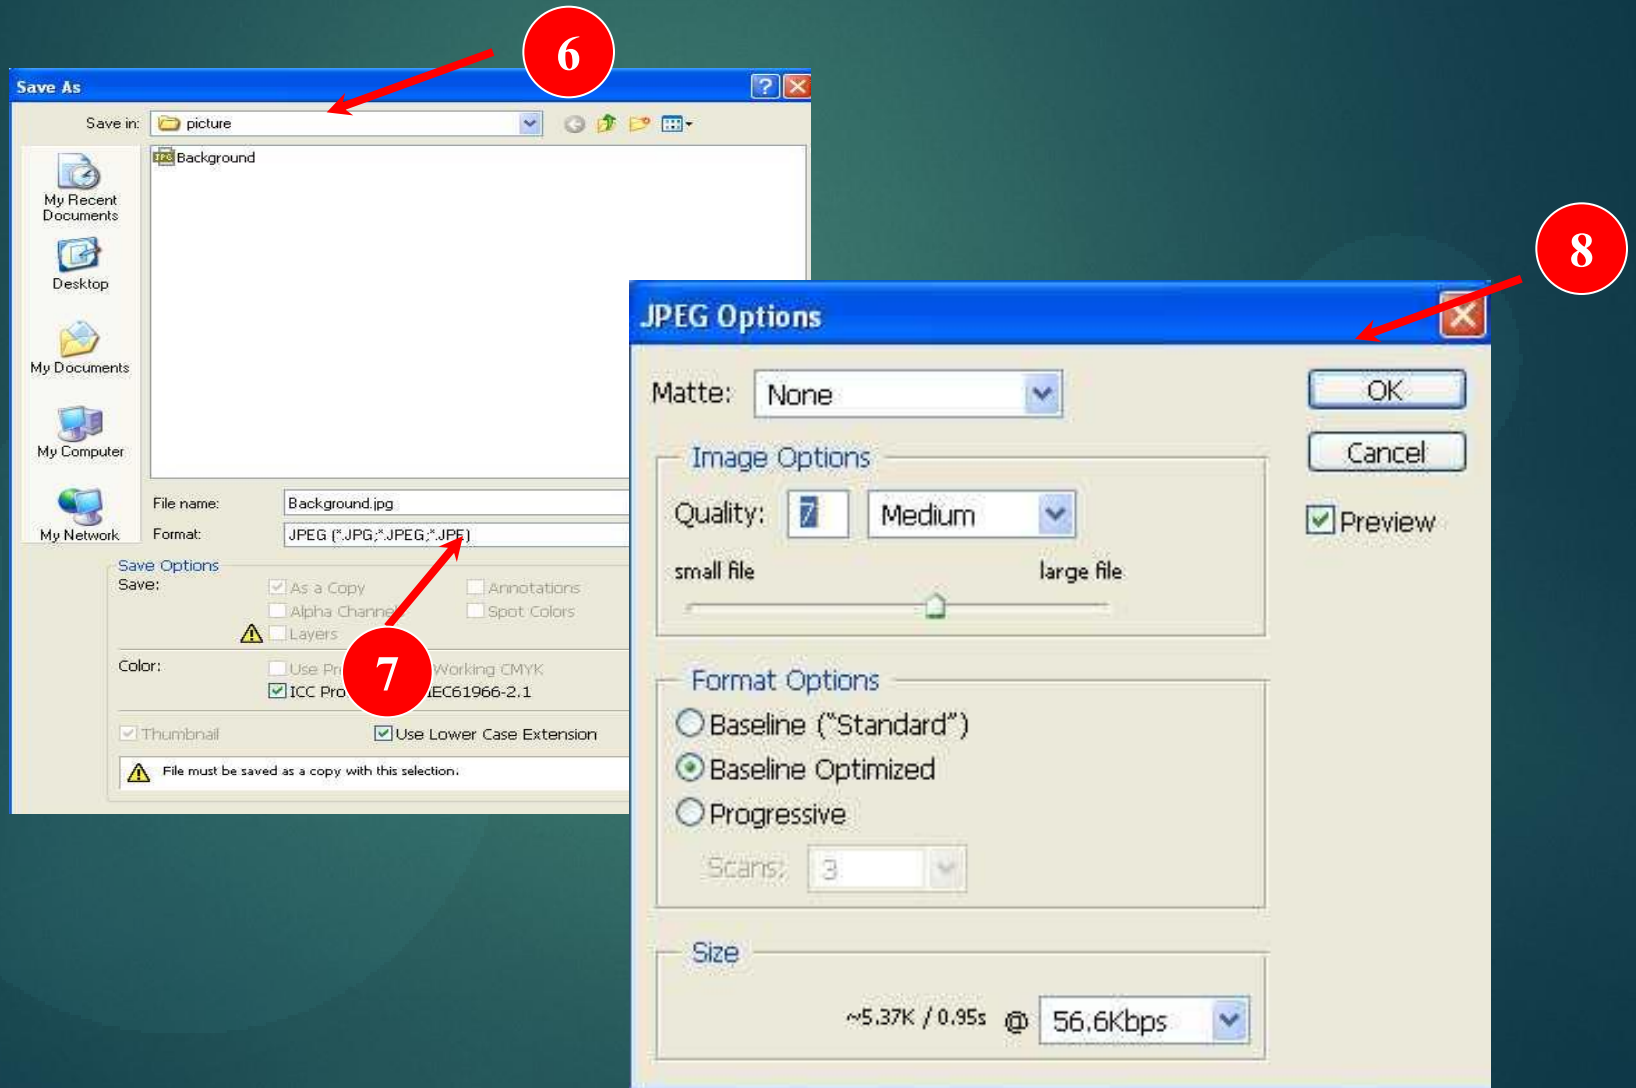 6
Save As
Save in:
picture
Background
My Recent
Documents
Desktop
My Documents
My Computer
My Network
File name:
Background.jpg
Format:
JPEG (*.JPG;*.JPEG;*.JPE)
Save Options
Save:
As a Copy
Annotations
Alpha Channel
Spot Colors
Layers
7
Color:
Working CMYK
ICC Pro
IEC61966-2.1
Thumbnail
Use Lower Case Extension
File must be saved as a copy with this selection.
8
JPEG Options
Matte:
None
OK
Cancel
Preview
Image Options
Quality:
7
Medium
small file
large file
Format Options
Baseline ("Standard")
Baseline Optimized
Progressive
Scans:
3
Size
~5.37K / 0.95s @
56.6Kbps